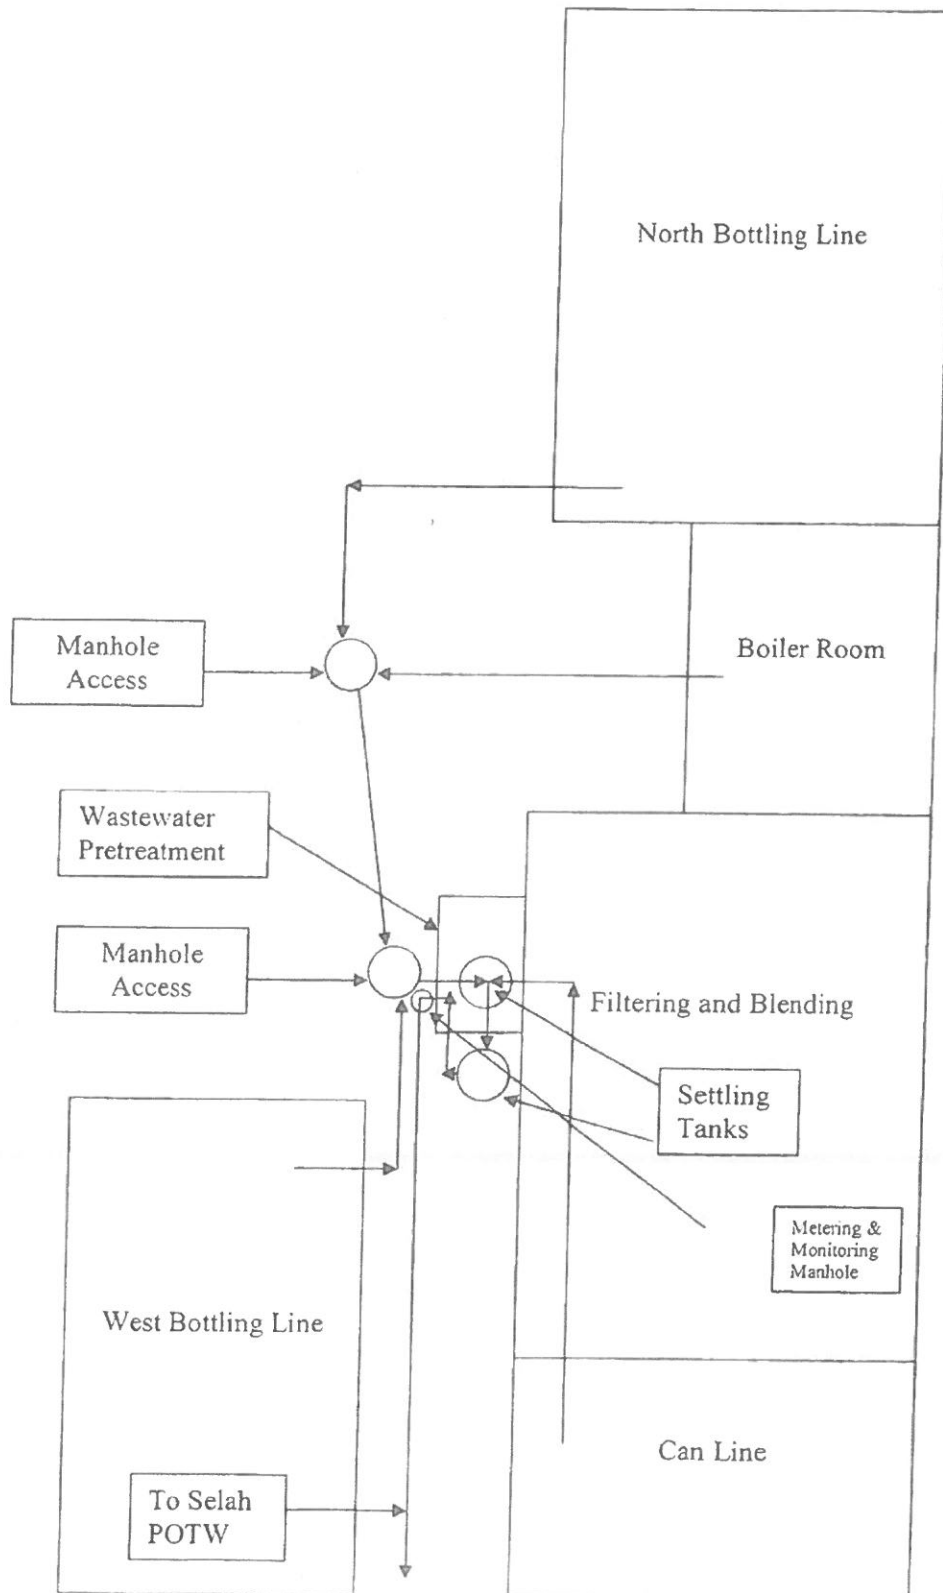 North Bottling Line
Manhole
Access
Boiler Room
Wastewater
Pretreatment
Manhole
Access
Filtering and Blending
Settling
Tanks
Metering &
Monitoring
Manhole
West Bottling Line
Can Line
To Selah
POTW